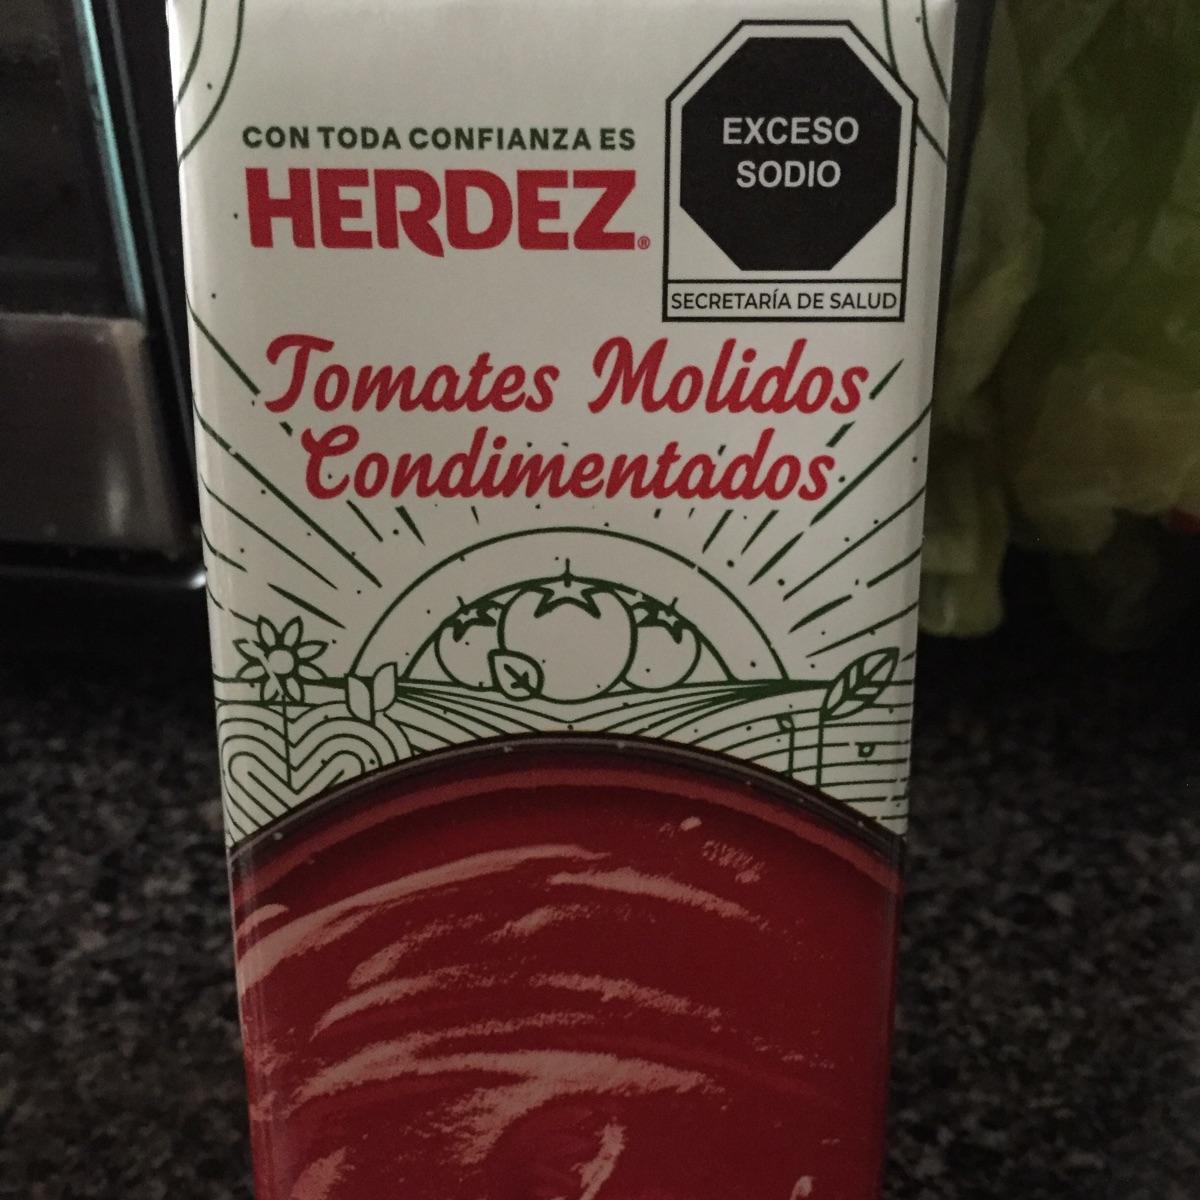 CON TODA CONFIANZA ES
HERDEZ®
EXCESO
SODIO
SECRETARÍA DE SALUD
Tomates Molidos
Condimentados